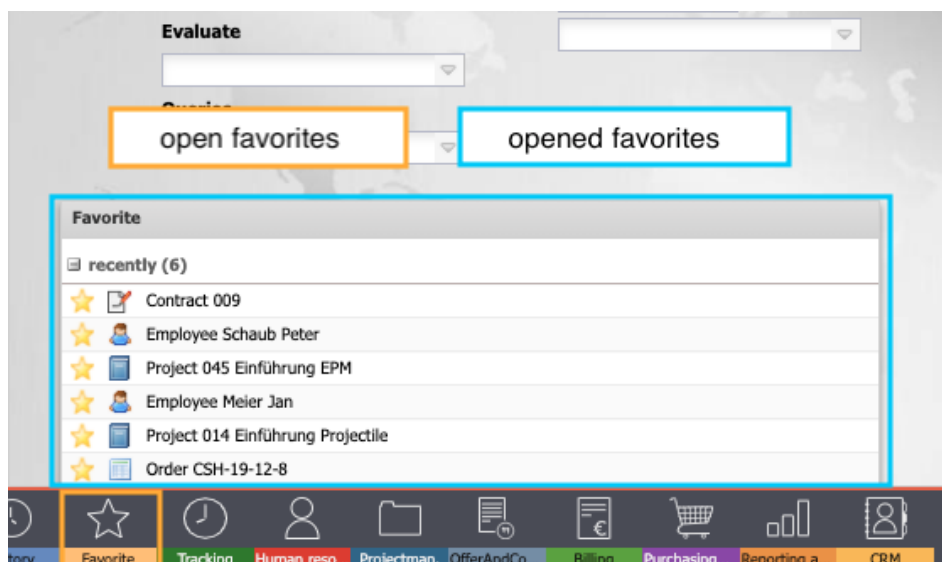 Evaluate
Queries
open favorites
opened favorites
Favorite
recently (6)
Contract 009
Employee Schaub Peter
Project 045 Einführung EPM
Employee Meier Jan
Project 014 Einführung Projectile
Order CSH-19-12-8
tory
Favorite
Tracking
Human reso
Projectman
OfferAndCo
Billing
Purchasing
Reporting a
CRM